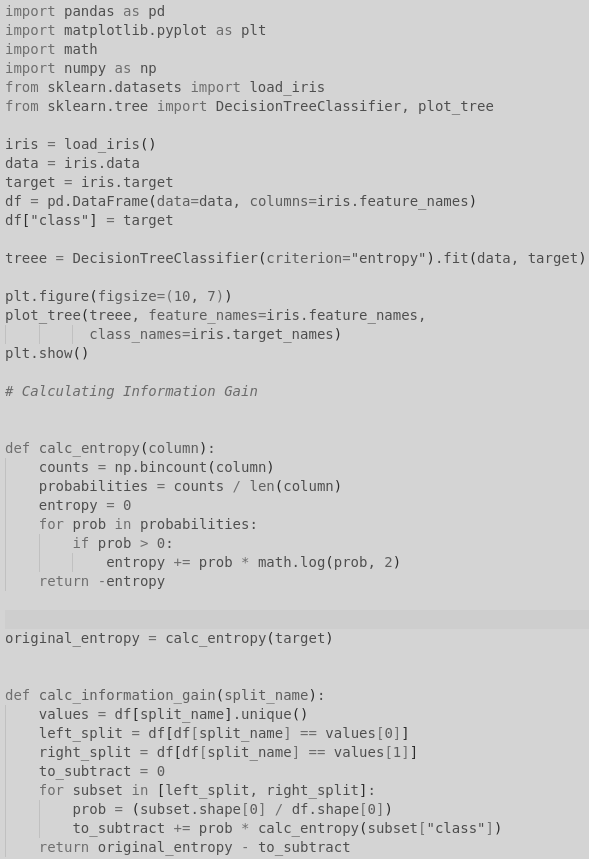 import pandas as pd
import matplotlib.pyplot as plt
import math
import numpy as np
from sklearn.datasets import load_iris
from sklearn.tree import DecisionTreeClassifier, plot_tree

iris = load_iris()
data = iris.data
target = iris.target
df = pd.DataFrame(data=data, columns=iris.feature_names)
df["class"] = target

treee = DecisionTreeClassifier(criterion="entropy").fit(data, target)

plt.figure(figsize=(10, 7))
plot_tree(treee, feature_names=iris.feature_names,
          class_names=iris.target_names)
plt.show()

# Calculating Information Gain


def calc_entropy(column):
    counts = np.bincount(column)
    probabilities = counts / len(column)
    entropy = 0
    for prob in probabilities:
        if prob > 0:
            entropy += prob * math.log(prob, 2)
    return -entropy


original_entropy = calc_entropy(target)


def calc_information_gain(split_name):
    values = df[split_name].unique()
    left_split = df[df[split_name] == values[0]]
    right_split = df[df[split_name] == values[1]]
    to_subtract = 0
    for subset in [left_split, right_split]:
        prob = (subset.shape[0] / df.shape[0])
        to_subtract += prob * calc_entropy(subset["class"])
    return original_entropy - to_subtract